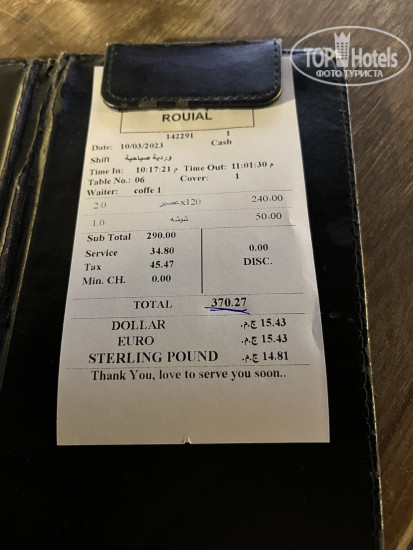 TOP Hotels
ФОТО ТУРИСТА
ROUIAL
142291 1
Date: 10/03/2023 Cash
Shift وردية صباحية
Time In: 10:17:21 م Time Out: 11:01:30 م
Table No.: 06 Cover: 1
Waiter: coffe 1
2.0 عصير x120 240.00
1.0 شيشه 50.00
Sub Total 290.00
Service 34.80 0.00
Tax 45.47 DISC.
Min. CH. 0.00
TOTAL 370.27
DOLLAR ج.م. 15.43
EURO ج.م. 15.43
STERLING POUND ج.م. 14.81
Thank You, love to serve you soon..